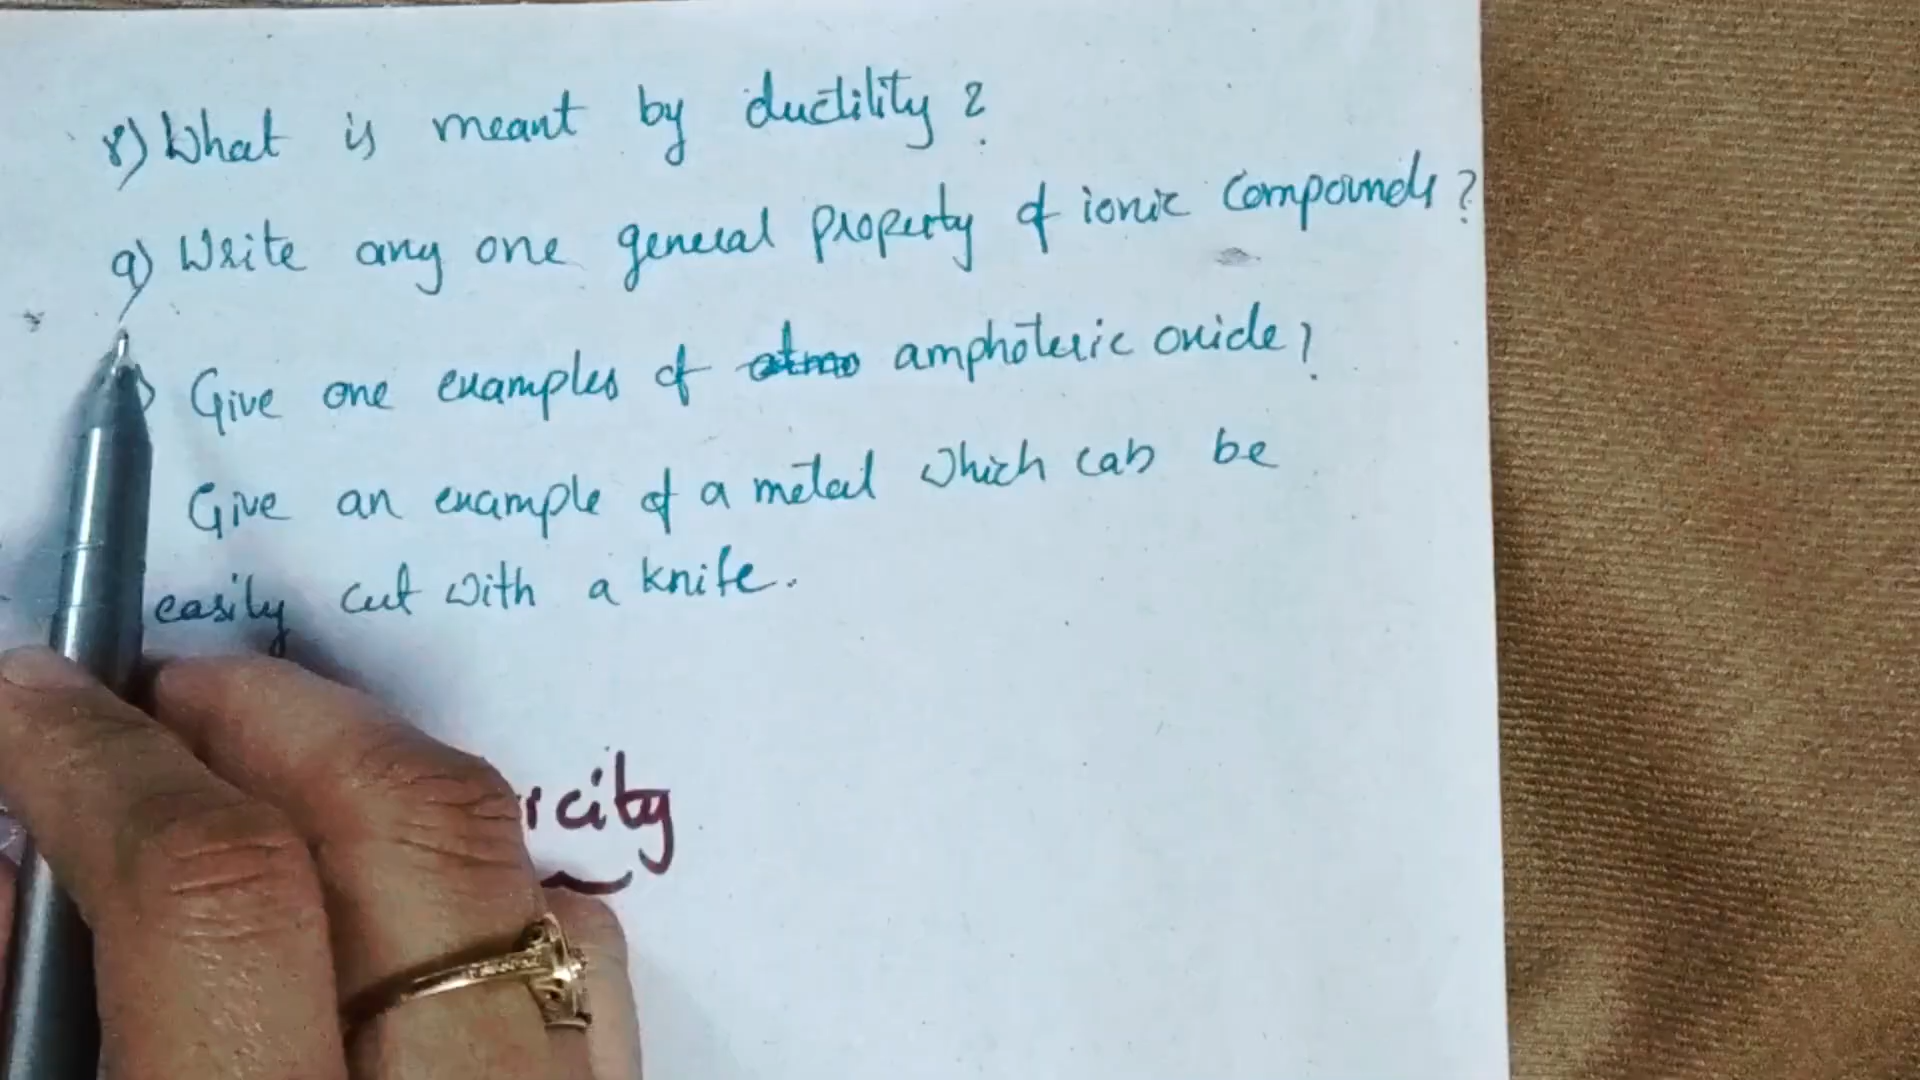 8) What is meant by ductility?
9) Write any one general property of ionic compounds?
Give one examples of amphoteric oxide?
Give an example of a metal which cab be
easily cut with a knife.
city